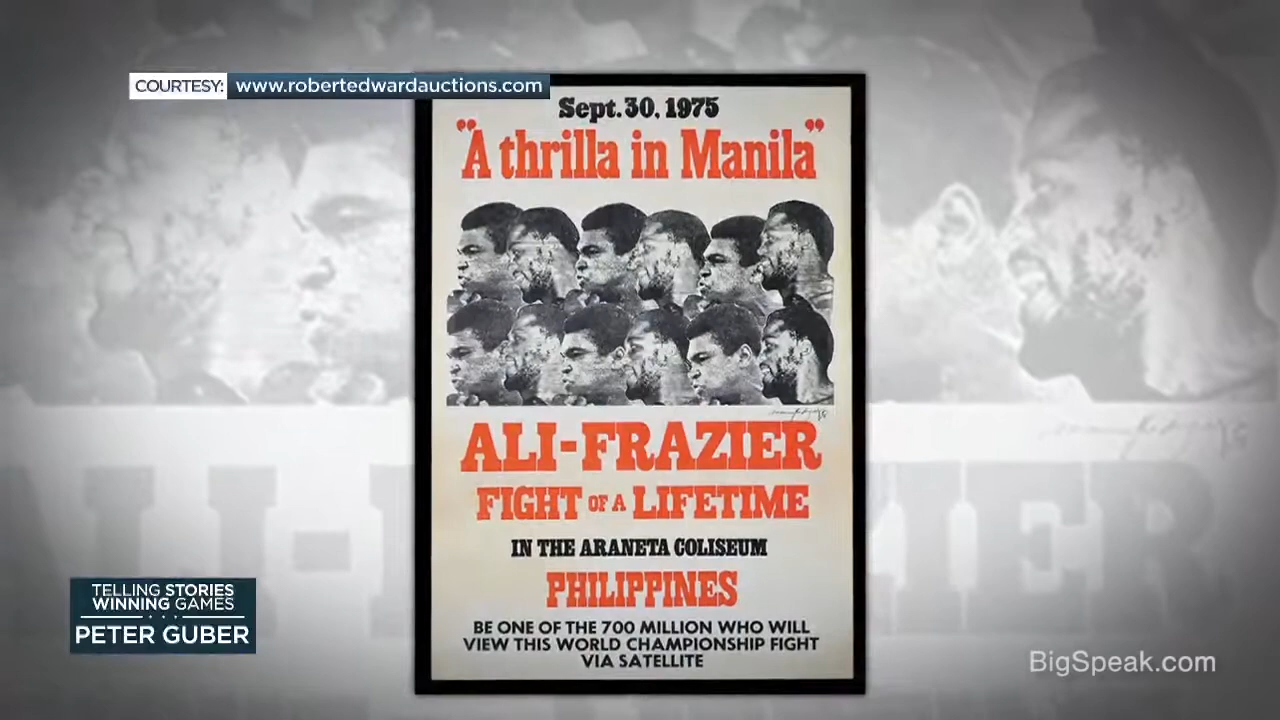 COURTESY: www.robertedwardauctions.com
Sept. 30, 1975
"A thrilla in Manila"
ALI-FRAZIER
FIGHT OF A LIFETIME
IN THE ARANETA COLISEUM
PHILIPPINES
BE ONE OF THE 700 MILLION WHO WILL
VIEW THIS WORLD CHAMPIONSHIP FIGHT
VIA SATELLITE
TELLING STORIES
WINNING GAMES
PETER GUBER
BigSpeak.com